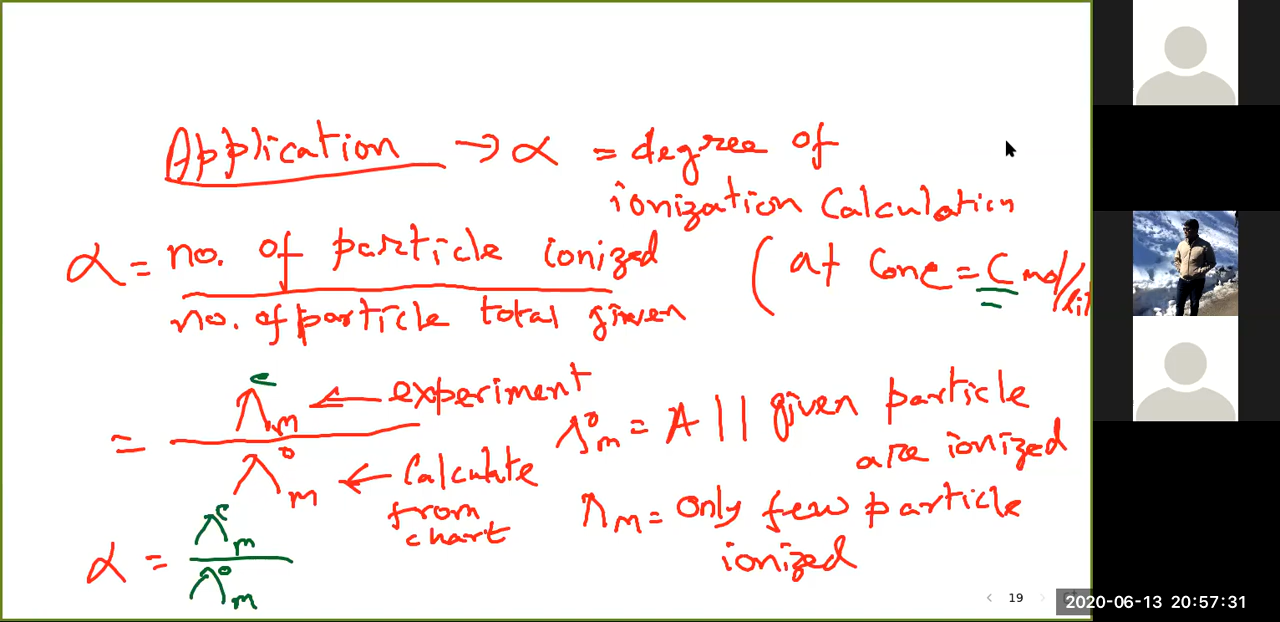 Application → α = degree of
ionization Calculation
α = no. of particle ionized
no. of particle total given
(at Conc = C mol/lit
= Λᶜm ← experiment
Λ°m ← Calculate
from
chart
Λ°m = All given particle
are ionized
Λm = only few particle
ionized
α = Λᶜm
Λ°m
19
2020-06-13 20:57:31